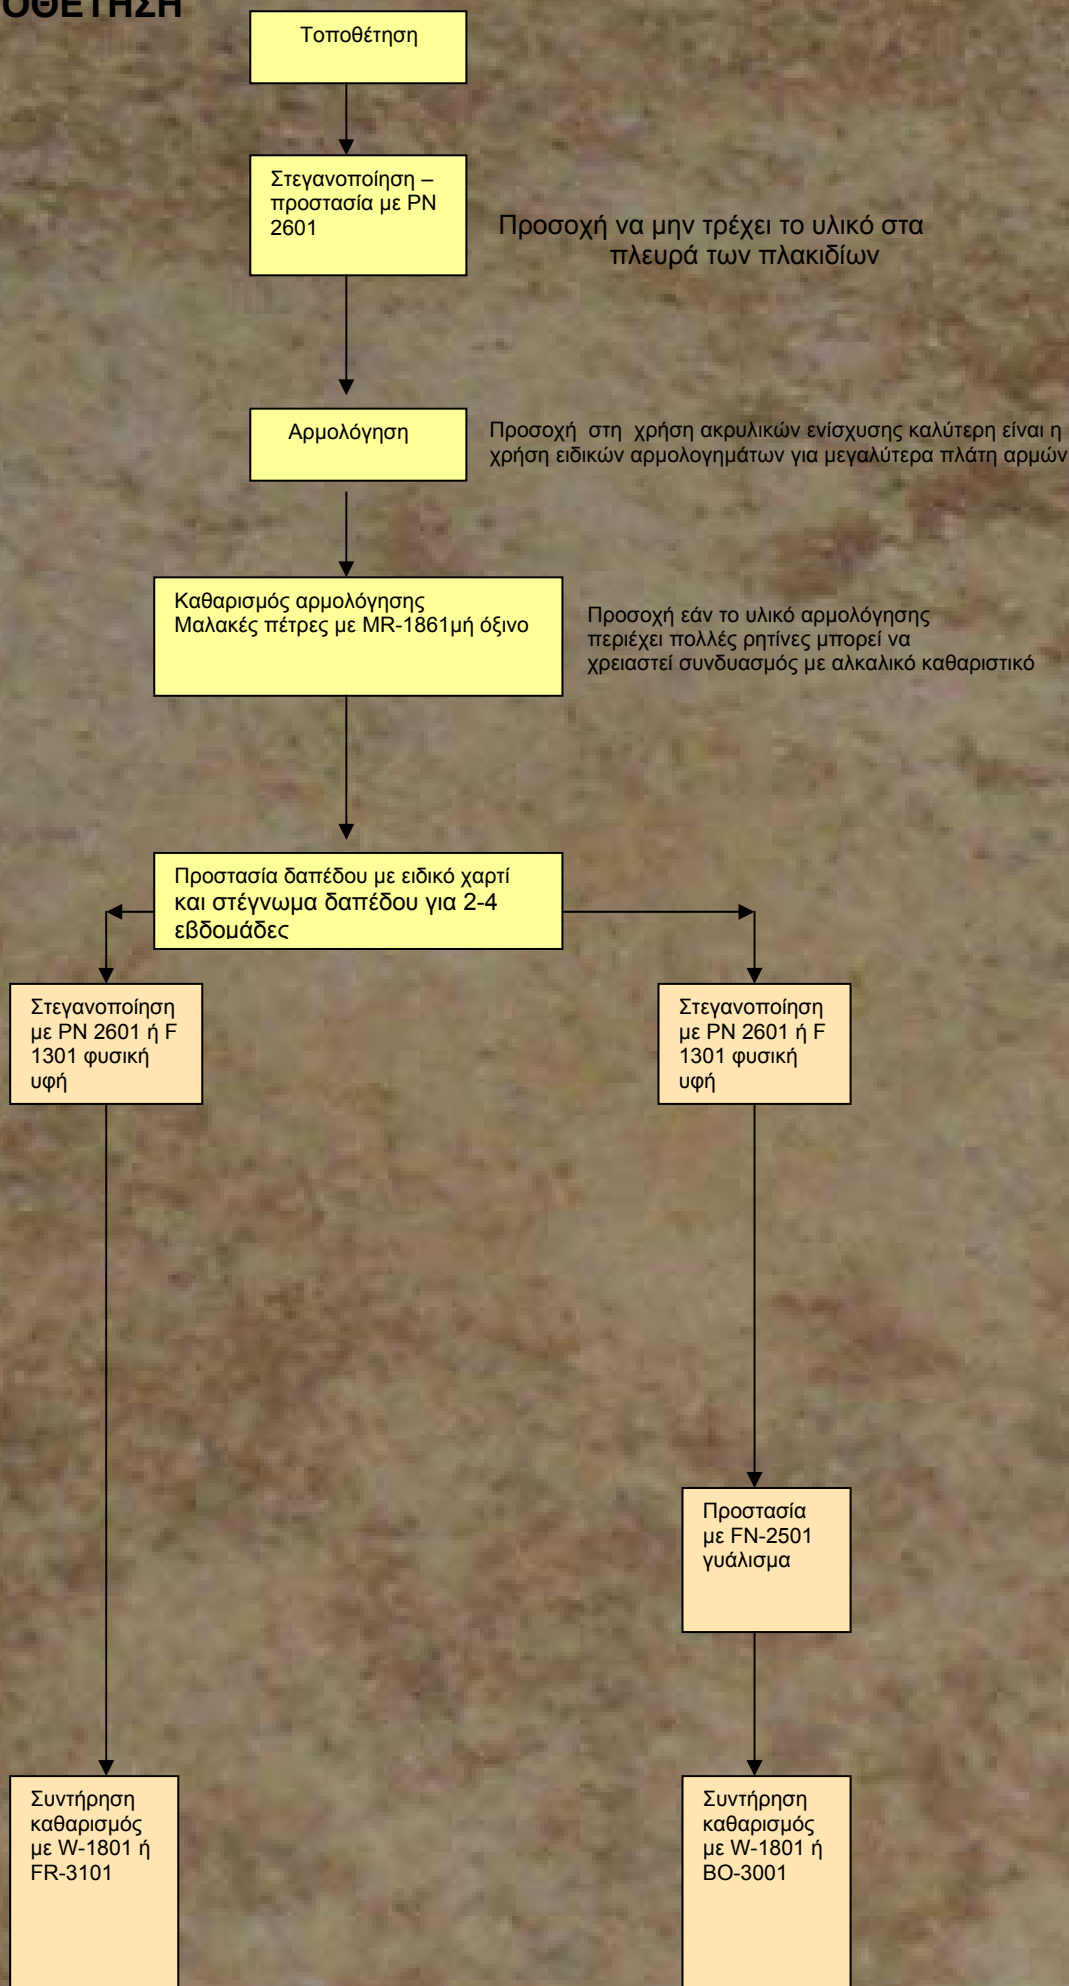 ΟΘΕΤΗΣΗ
Τοποθέτηση
Στεγανοποίηση –
προστασία με PN
2601
Προσοχή να μην τρέχει το υλικό στα
πλευρά των πλακιδίων
Αρμολόγηση
Προσοχή στη χρήση ακρυλικών ενίσχυσης καλύτερη είναι η
χρήση ειδικών αρμολογημάτων για μεγαλύτερα πλάτη αρμών
Καθαρισμός αρμολόγησης
Μαλακές πέτρες με MR-1861μή όξινο
Προσοχή εάν το υλικό αρμολόγησης
περιέχει πολλές ρητίνες μπορεί να
χρειαστεί συνδυασμός με αλκαλικό καθαριστικό
Προστασία δαπέδου με ειδικό χαρτί
και στέγνωμα δαπέδου για 2-4
εβδομάδες
Στεγανοποίηση
με PN 2601 ή F
1301 φυσική
υφή
Στεγανοποίηση
με PN 2601 ή F
1301 φυσική
υφή
Προστασία
με FN-2501
γυάλισμα
Συντήρηση
καθαρισμός
με W-1801 ή
FR-3101
Συντήρηση
καθαρισμός
με W-1801 ή
BO-3001